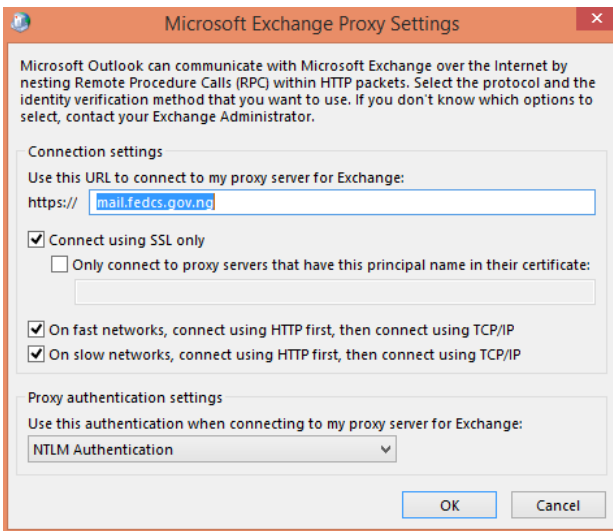 Microsoft Exchange Proxy Settings
Microsoft Outlook can communicate with Microsoft Exchange over the Internet by
nesting Remote Procedure Calls (RPC) within HTTP packets. Select the protocol and the
identity verification method that you want to use. If you don't know which options to
select, contact your Exchange Administrator.
Connection settings
Use this URL to connect to my proxy server for Exchange:
https:// mail.fedcs.gov.ng
Connect using SSL only
Only connect to proxy servers that have this principal name in their certificate:
On fast networks, connect using HTTP first, then connect using TCP/IP
On slow networks, connect using HTTP first, then connect using TCP/IP
Proxy authentication settings
Use this authentication when connecting to my proxy server for Exchange:
NTLM Authentication
OK Cancel